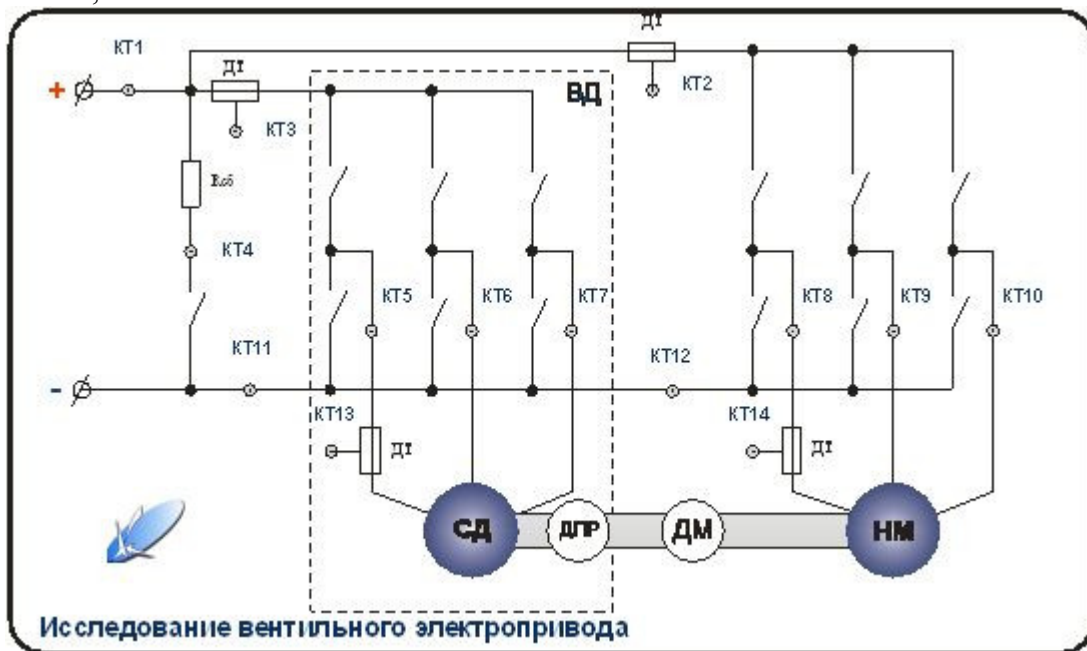 ДТ
КТ1
ДТ
ВД
КТ2
+
КТ3
Rсб
КТ4
КТ5
КТ6
КТ7
КТ8
КТ9
КТ10
КТ11
КТ12
-
КТ13
КТ14
ДТ
ДТ
СД
ДПР
ДМ
НМ
Исследование вентильного электропривода